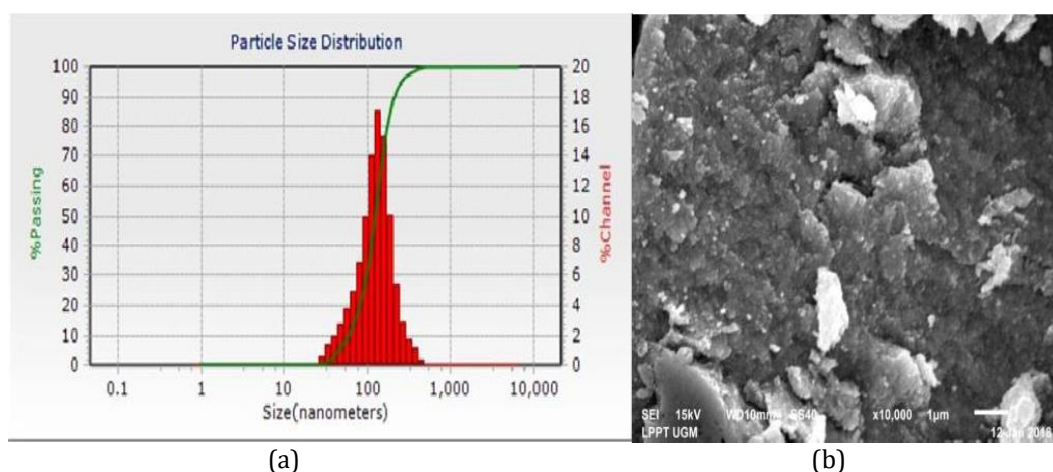 Particle Size Distribution
%Passing
100
90
80
70
60
50
40
30
20
10
0
20
18
16
14
12
10
8
6
4
2
0
%Channel
0.1 1 10 100 1,000 10,000
Size(nanometers)
(a)
SEI 15kV WD10mm SS40 x10,000 1μm
LPPT UGM 12 Jan 2018
(b)